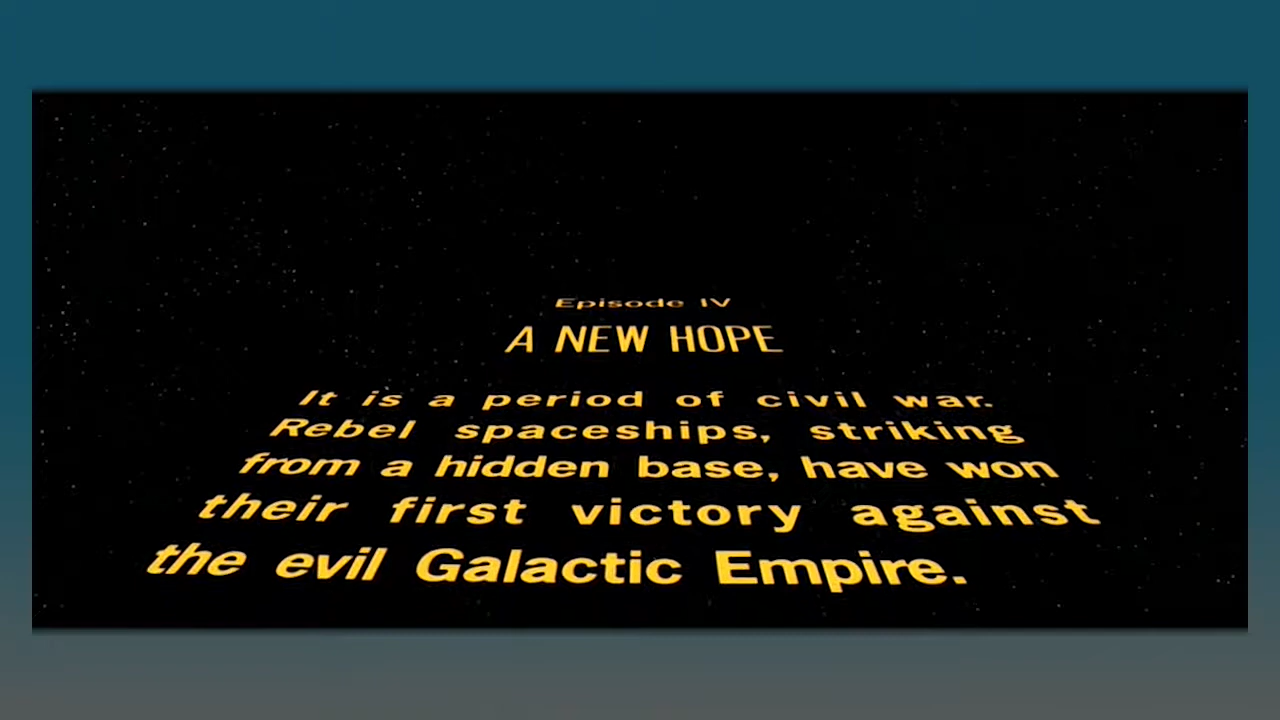 Episode IV
A NEW HOPE
It is a period of civil war.
Rebel spaceships, striking
from a hidden base, have won
their first victory against
the evil Galactic Empire.